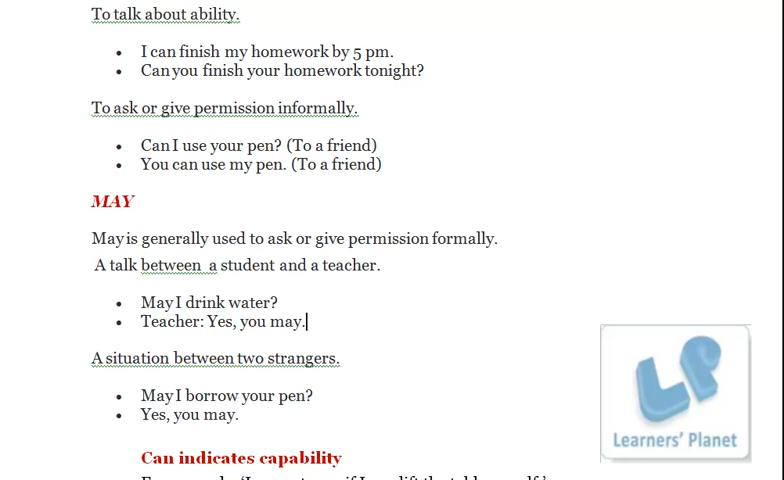 To talk about ability.
I can finish my homework by 5 pm.
Can you finish your homework tonight?
To ask or give permission informally.
Can I use your pen? (To a friend)
You can use my pen. (To a friend)
MAY
May is generally used to ask or give permission formally.
A talk between a student and a teacher.
May I drink water?
Teacher: Yes, you may.
A situation between two strangers.
May I borrow your pen?
Yes, you may.
LP
Learners' Planet
Can indicates capability